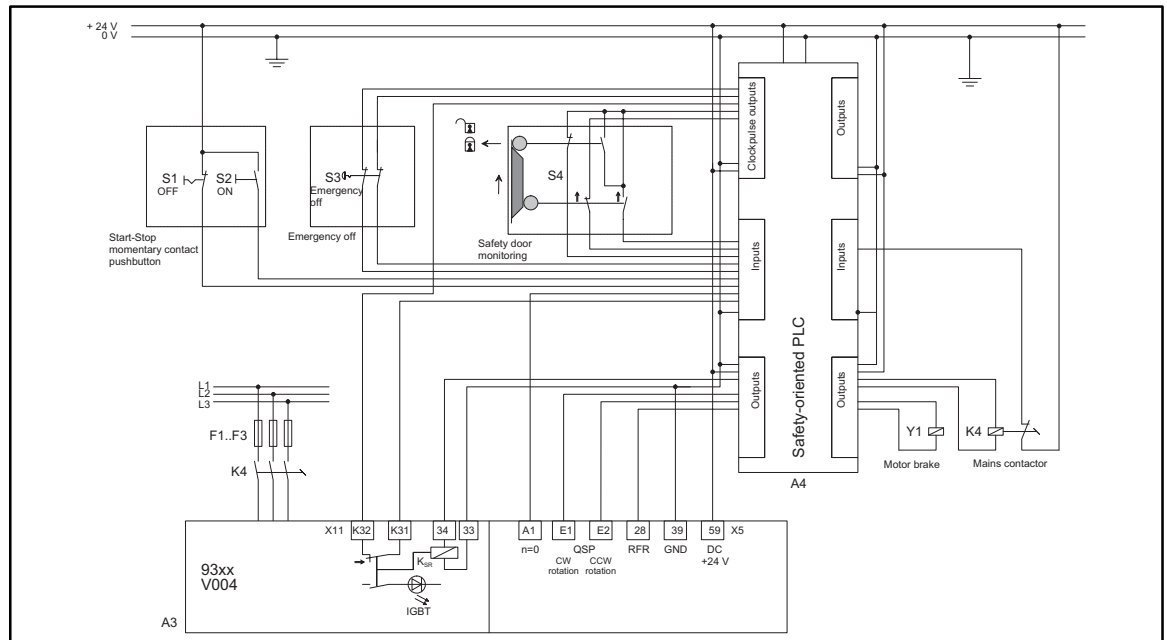 + 24 V
0 V
Clockpulse outputs
Outputs
S1
OFF
S2
ON
S3
Emergency
off
S4
Start-Stop
momentary contact
pushbutton
Emergency off
Safety door
monitoring
Inputs
Inputs
Safety-oriented PLC
Outputs
Outputs
L1
L2
L3
F1..F3
K4
Y1
K4
Motor brake
Mains contactor
A4
X11
K32
K31
34
33
A1
E1
E2
28
39
59
X5
n=0
QSP
RFR
GND
DC
+24 V
CW
rotation
CCW
rotation
93xx
V004
KSR
IGBT
A3